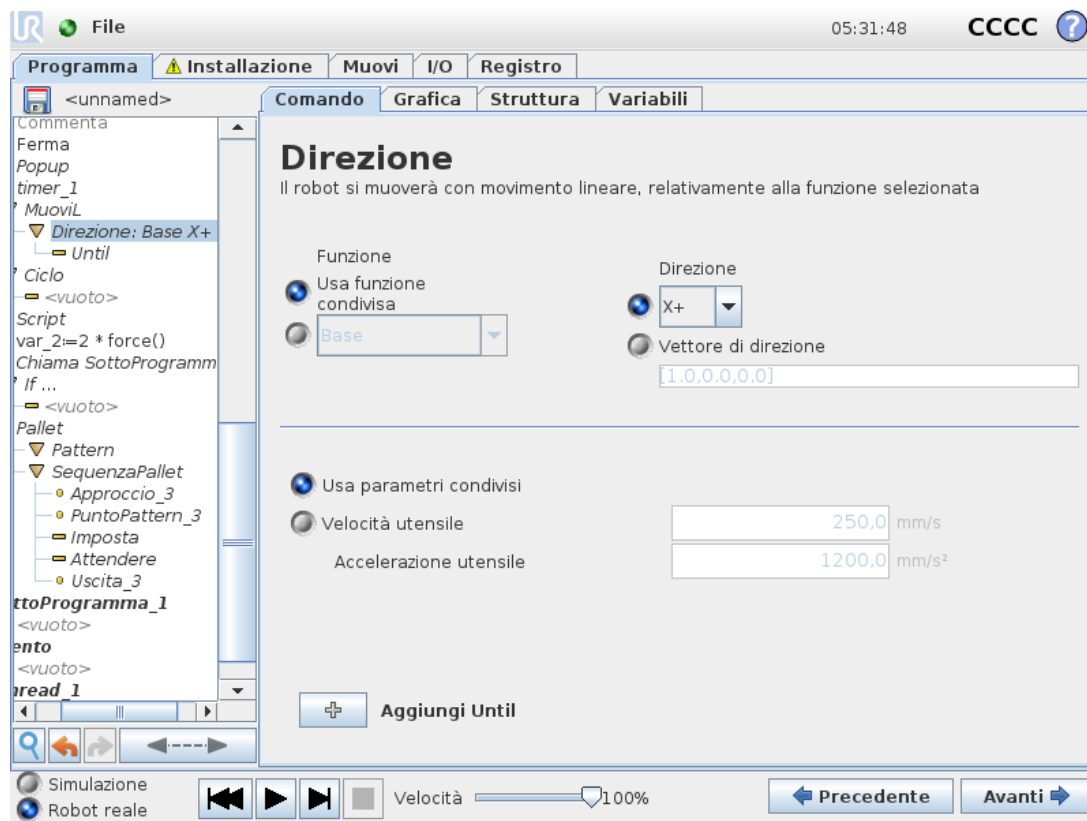 UR File 05:31:48 CCCC ?
Programma Installazione Muovi I/O Registro
<unnamed>
Comando Grafica Struttura Variabili
Commenta
Ferma
Popup
timer_1
MuoviL
Direzione: Base X+
Until
Ciclo
<vuoto>
Script
var_2≔2 * force()
Chiama SottoProgramm
If ...
<vuoto>
Pallet
Pattern
SequenzaPallet
Approccio_3
PuntoPattern_3
Imposta
Attendere
Uscita_3
ttoProgramma_1
<vuoto>
ento
<vuoto>
hread_1
Direzione
Il robot si muoverà con movimento lineare, relativamente alla funzione selezionata
Funzione
Usa funzione
condivisa
Base
Direzione
X+
Vettore di direzione
[1.0,0.0,0.0]
Usa parametri condivisi
Velocità utensile 250,0 mm/s
Accelerazione utensile 1200,0 mm/s²
Aggiungi Until
Simulazione
Robot reale
Velocità 100%
Precedente
Avanti